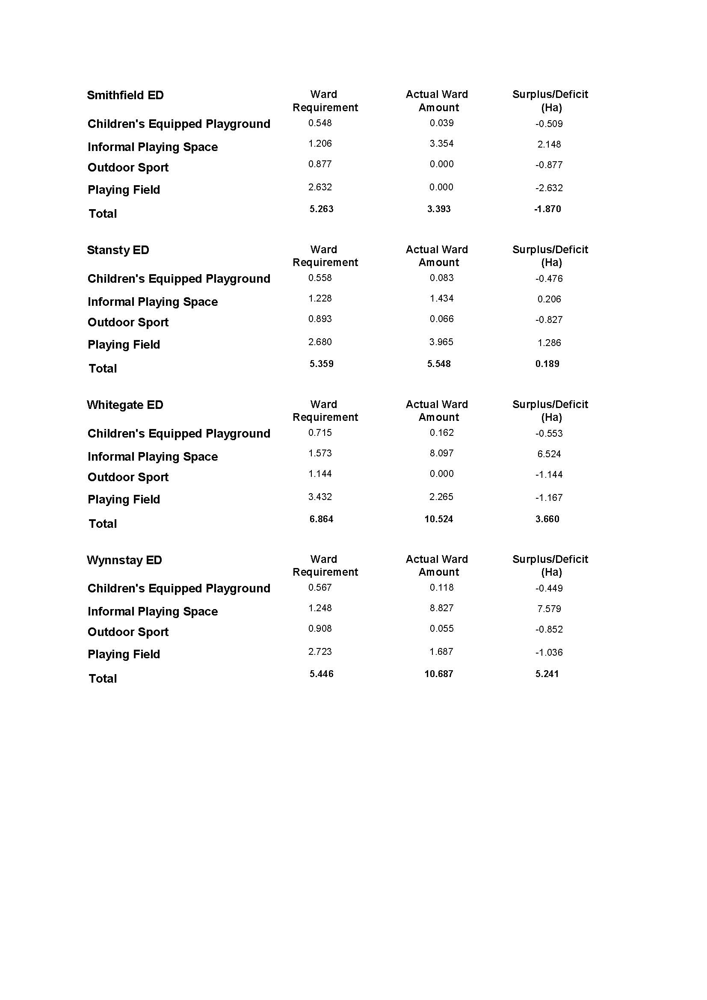 Smithfield ED Ward Actual Ward Surplus/Deficit
Requirement Amount (Ha)
Children's Equipped Playground 0.548 0.039 -0.509
Informal Playing Space 1.206 3.354 2.148
Outdoor Sport 0.877 0.000 -0.877
Playing Field 2.632 0.000 -2.632
Total 5.263 3.393 -1.870
Stansty ED Ward Actual Ward Surplus/Deficit
Requirement Amount (Ha)
Children's Equipped Playground 0.558 0.083 -0.476
Informal Playing Space 1.228 1.434 0.206
Outdoor Sport 0.893 0.066 -0.827
Playing Field 2.680 3.965 1.286
Total 5.359 5.548 0.189
Whitegate ED Ward Actual Ward Surplus/Deficit
Requirement Amount (Ha)
Children's Equipped Playground 0.715 0.162 -0.553
Informal Playing Space 1.573 8.097 6.524
Outdoor Sport 1.144 0.000 -1.144
Playing Field 3.432 2.265 -1.167
Total 6.864 10.524 3.660
Wynnstay ED Ward Actual Ward Surplus/Deficit
Requirement Amount (Ha)
Children's Equipped Playground 0.567 0.118 -0.449
Informal Playing Space 1.248 8.827 7.579
Outdoor Sport 0.908 0.055 -0.852
Playing Field 2.723 1.687 -1.036
Total 5.446 10.687 5.241